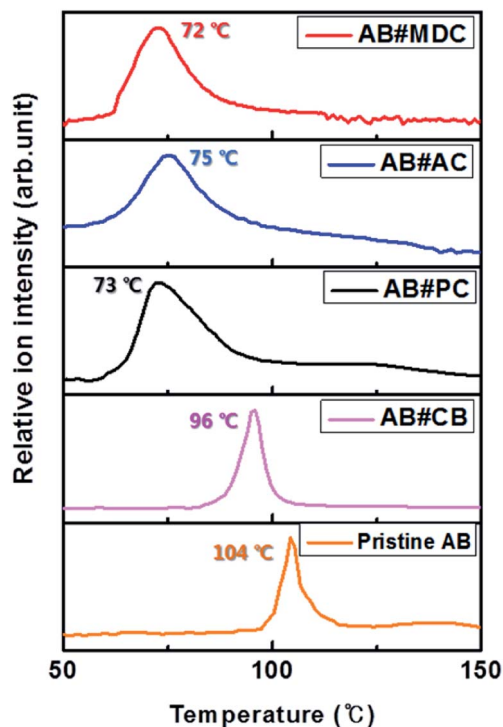 72 ℃
AB#MDC
75 ℃
AB#AC
73 ℃
AB#PC
96 ℃
AB#CB
104 ℃
Pristine AB
Relative ion intensity (arb.unit)
50
100
150
Temperature (℃)